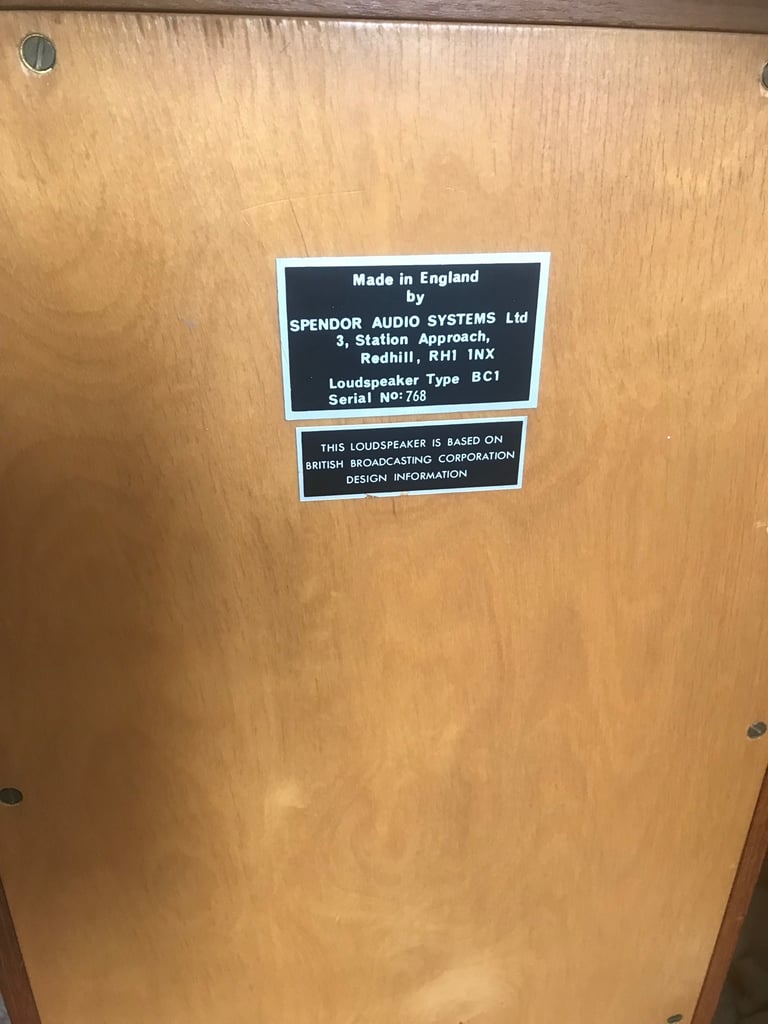 Made in England
by
SPENDOR AUDIO SYSTEMS Ltd
3, Station Approach,
Redhill, RH1 1NX
Loudspeaker Type BC1
Serial No: 768
THIS LOUDSPEAKER IS BASED ON
BRITISH BROADCASTING CORPORATION
DESIGN INFORMATION